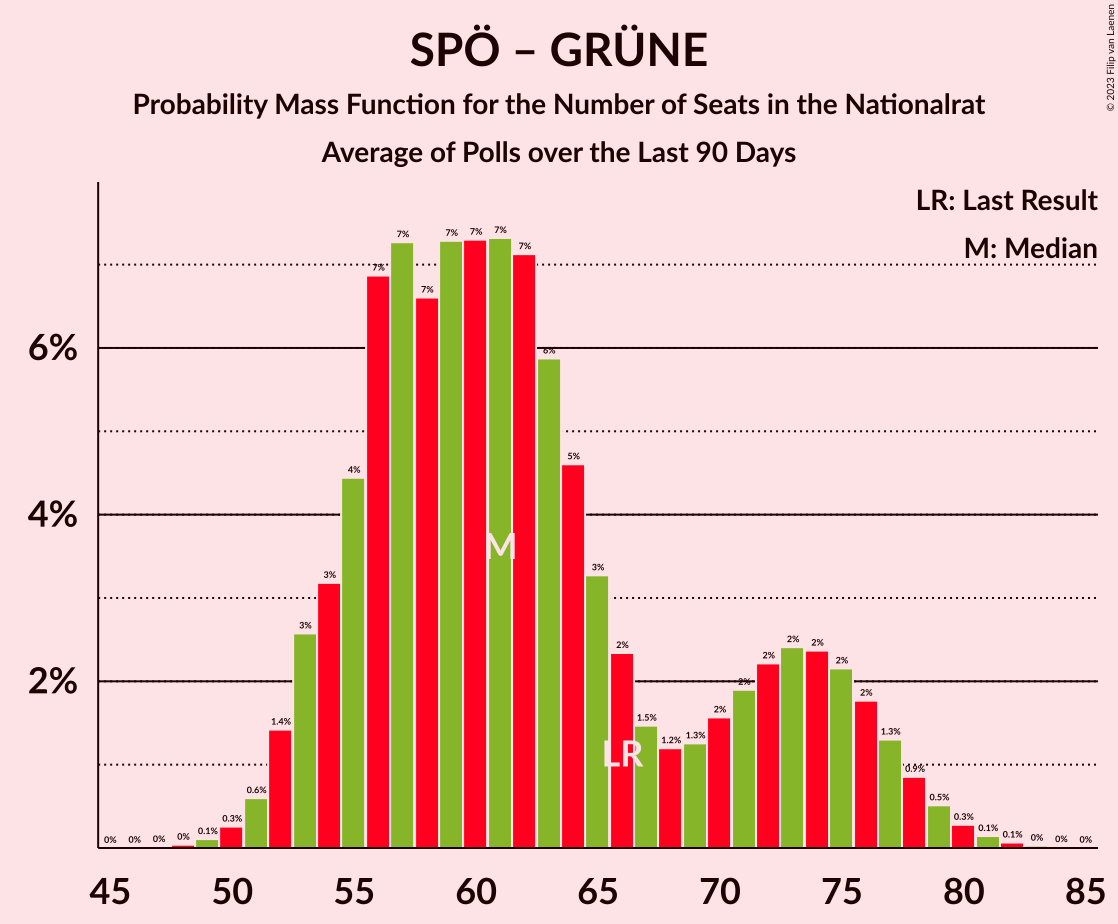 SPÖ – GRÜNE
Probability Mass Function for the Number of Seats in the Nationalrat
Average of Polls over the Last 90 Days
© 2023 Filip van Laenen
LR: Last Result
M: Median
6%
4%
2%
0% 0% 0% 0% 0.1% 0.3% 0.6% 1.4% 3% 3% 4% 7% 7% 7% 7% 7% 7% 7% 6% 5% 3% 2% 1.5% 1.2% 1.3% 2% 2% 2% 2% 2% 2% 2% 1.3% 0.9% 0.5% 0.3% 0.1% 0.1% 0% 0% 0%
M
LR
45 50 55 60 65 70 75 80 85